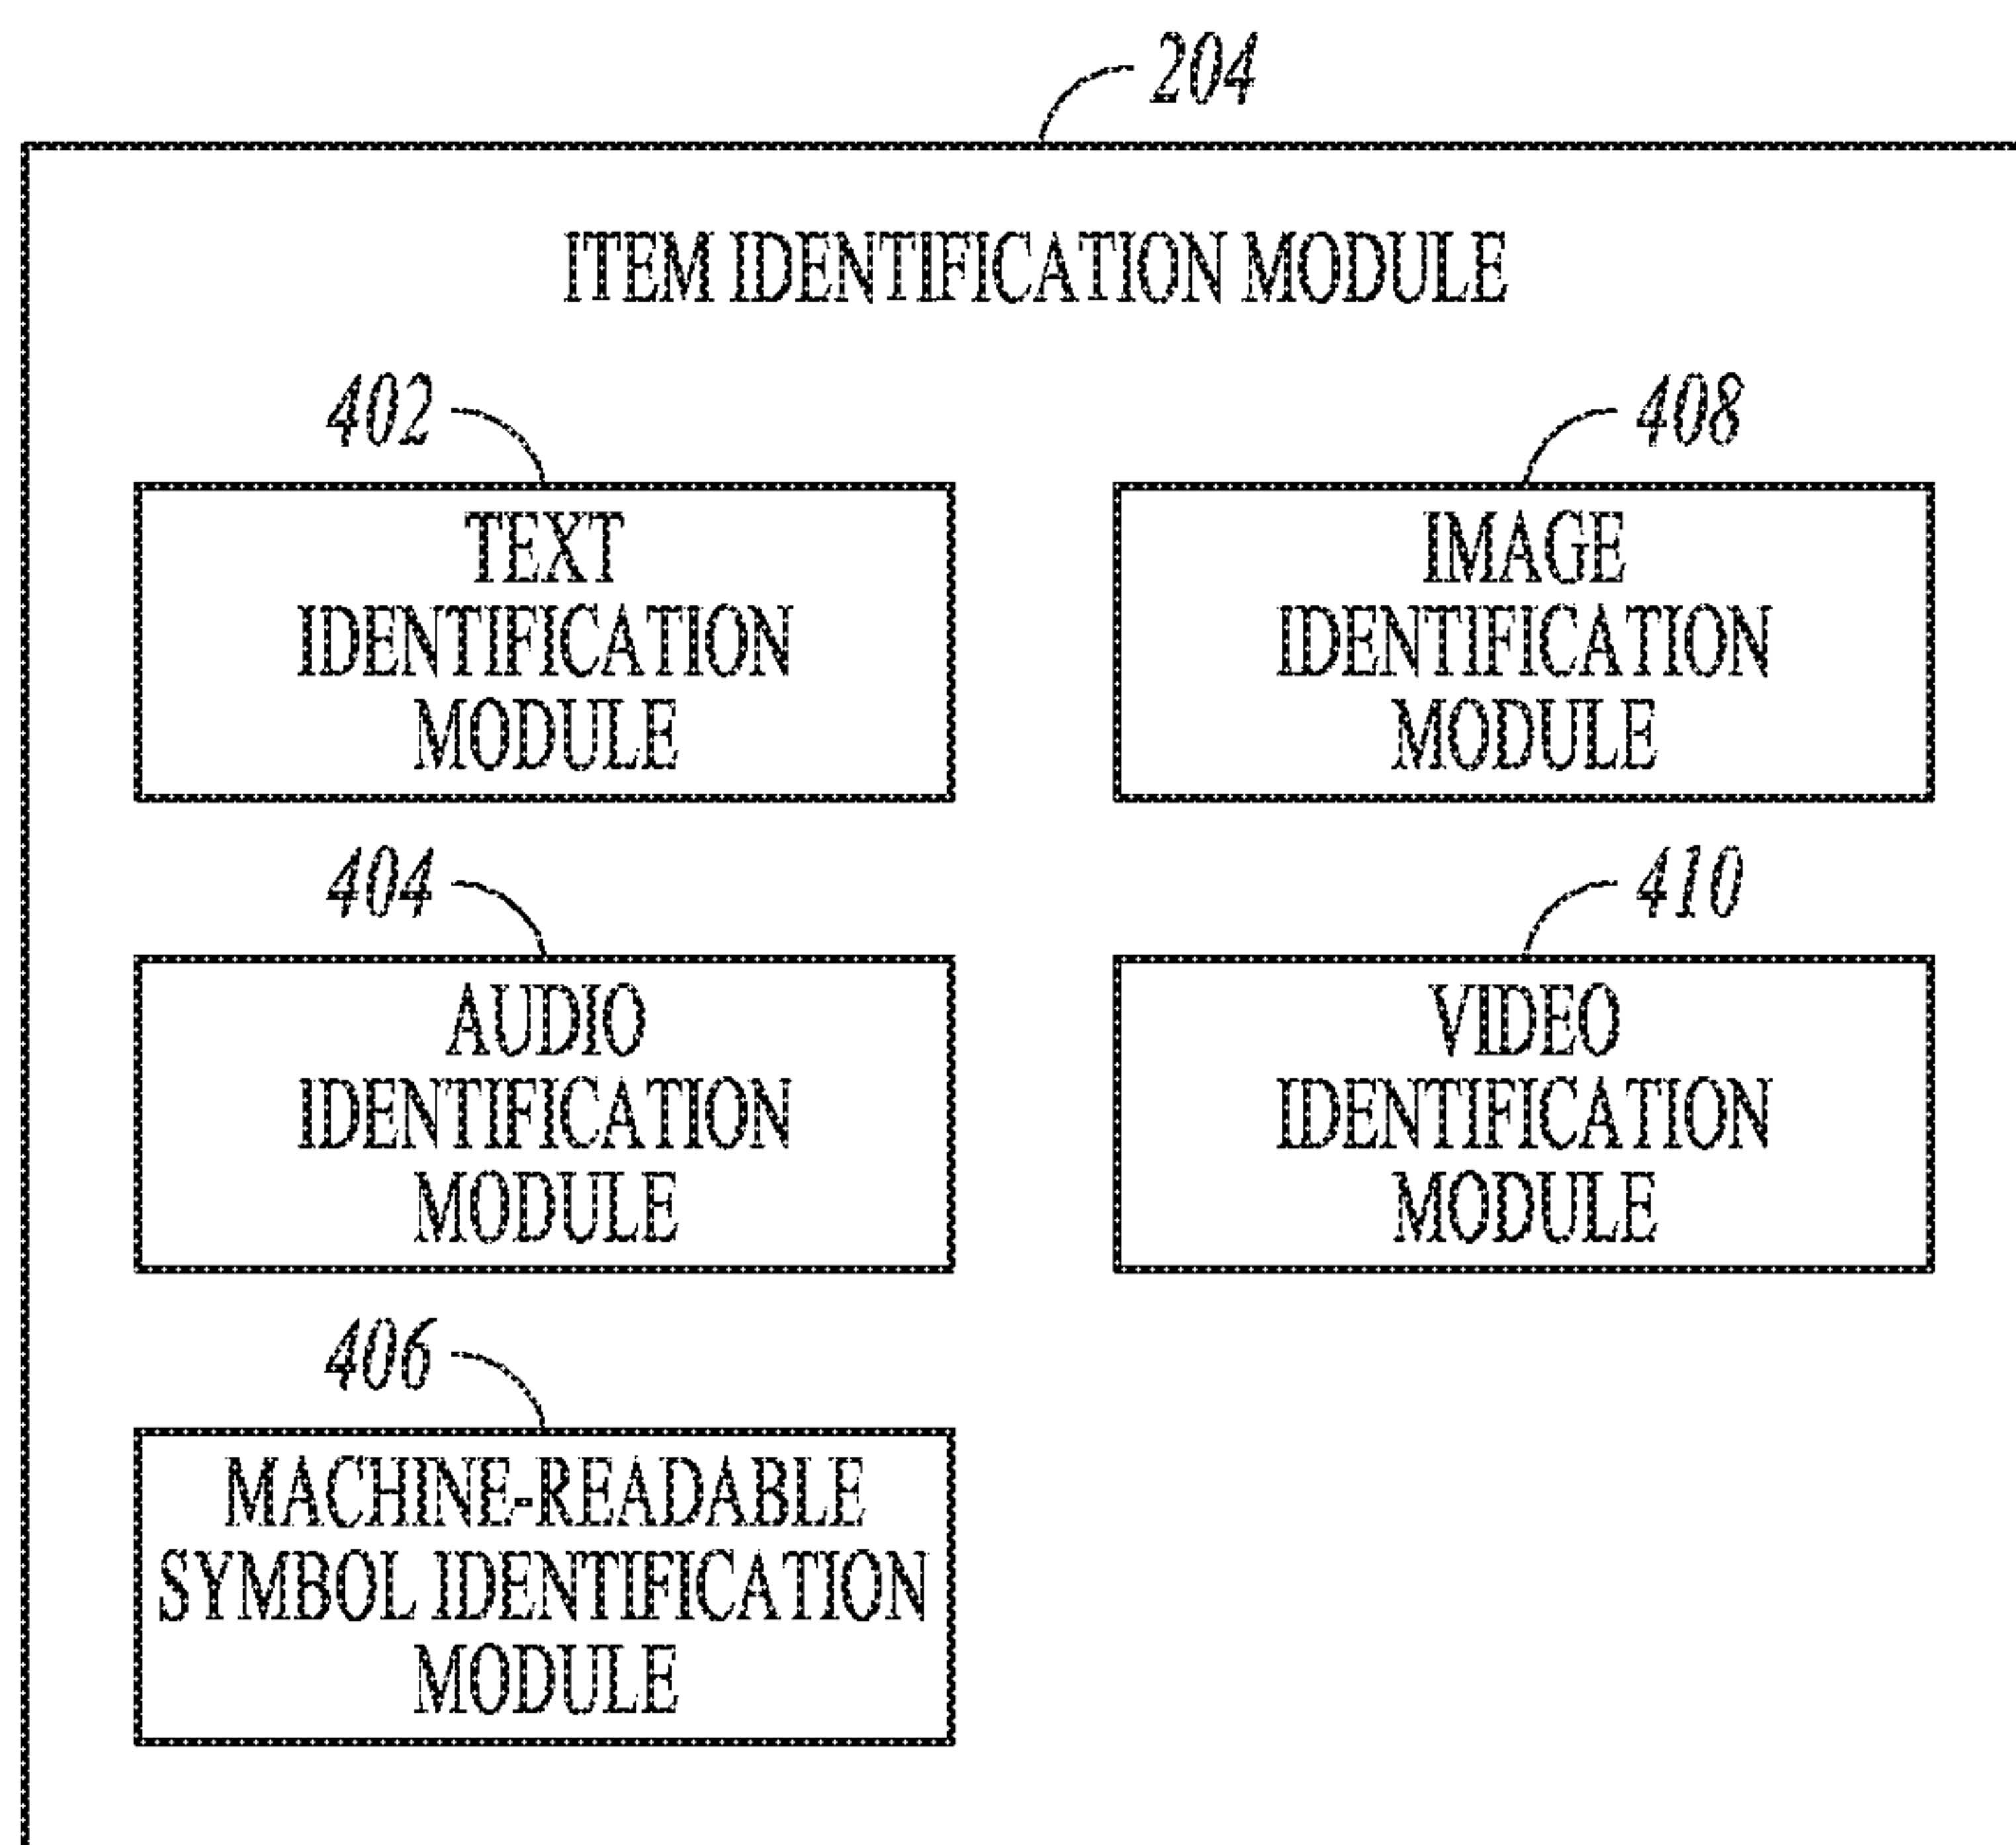 204
ITEM IDENTIFICATION MODULE
402
TEXT
IDENTIFICATION
MODULE
408
IMAGE
IDENTIFICATION
MODULE
404
AUDIO
IDENTIFICATION
MODULE
410
VIDEO
IDENTIFICATION
MODULE
406
MACHINE-READABLE
SYMBOL IDENTIFICATION
MODULE